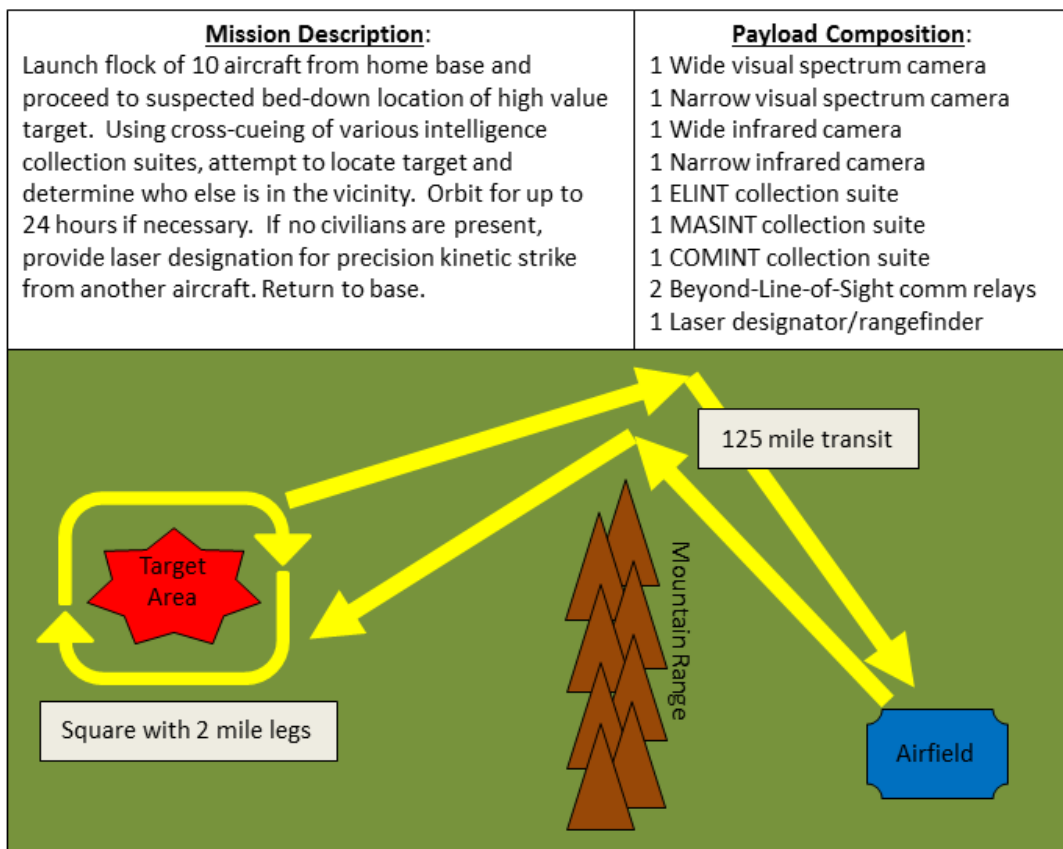 Mission Description:
Launch flock of 10 aircraft from home base and
proceed to suspected bed-down location of high value
target.  Using cross-cueing of various intelligence
collection suites, attempt to locate target and
determine who else is in the vicinity.  Orbit for up to
24 hours if necessary.  If no civilians are present,
provide laser designation for precision kinetic strike
from another aircraft. Return to base.
Payload Composition:
1 Wide visual spectrum camera
1 Narrow visual spectrum camera
1 Wide infrared camera
1 Narrow infrared camera
1 ELINT collection suite
1 MASINT collection suite
1 COMINT collection suite
2 Beyond-Line-of-Sight comm relays
1 Laser designator/rangefinder
125 mile transit
Target
Area
Mountain Range
Square with 2 mile legs
Airfield